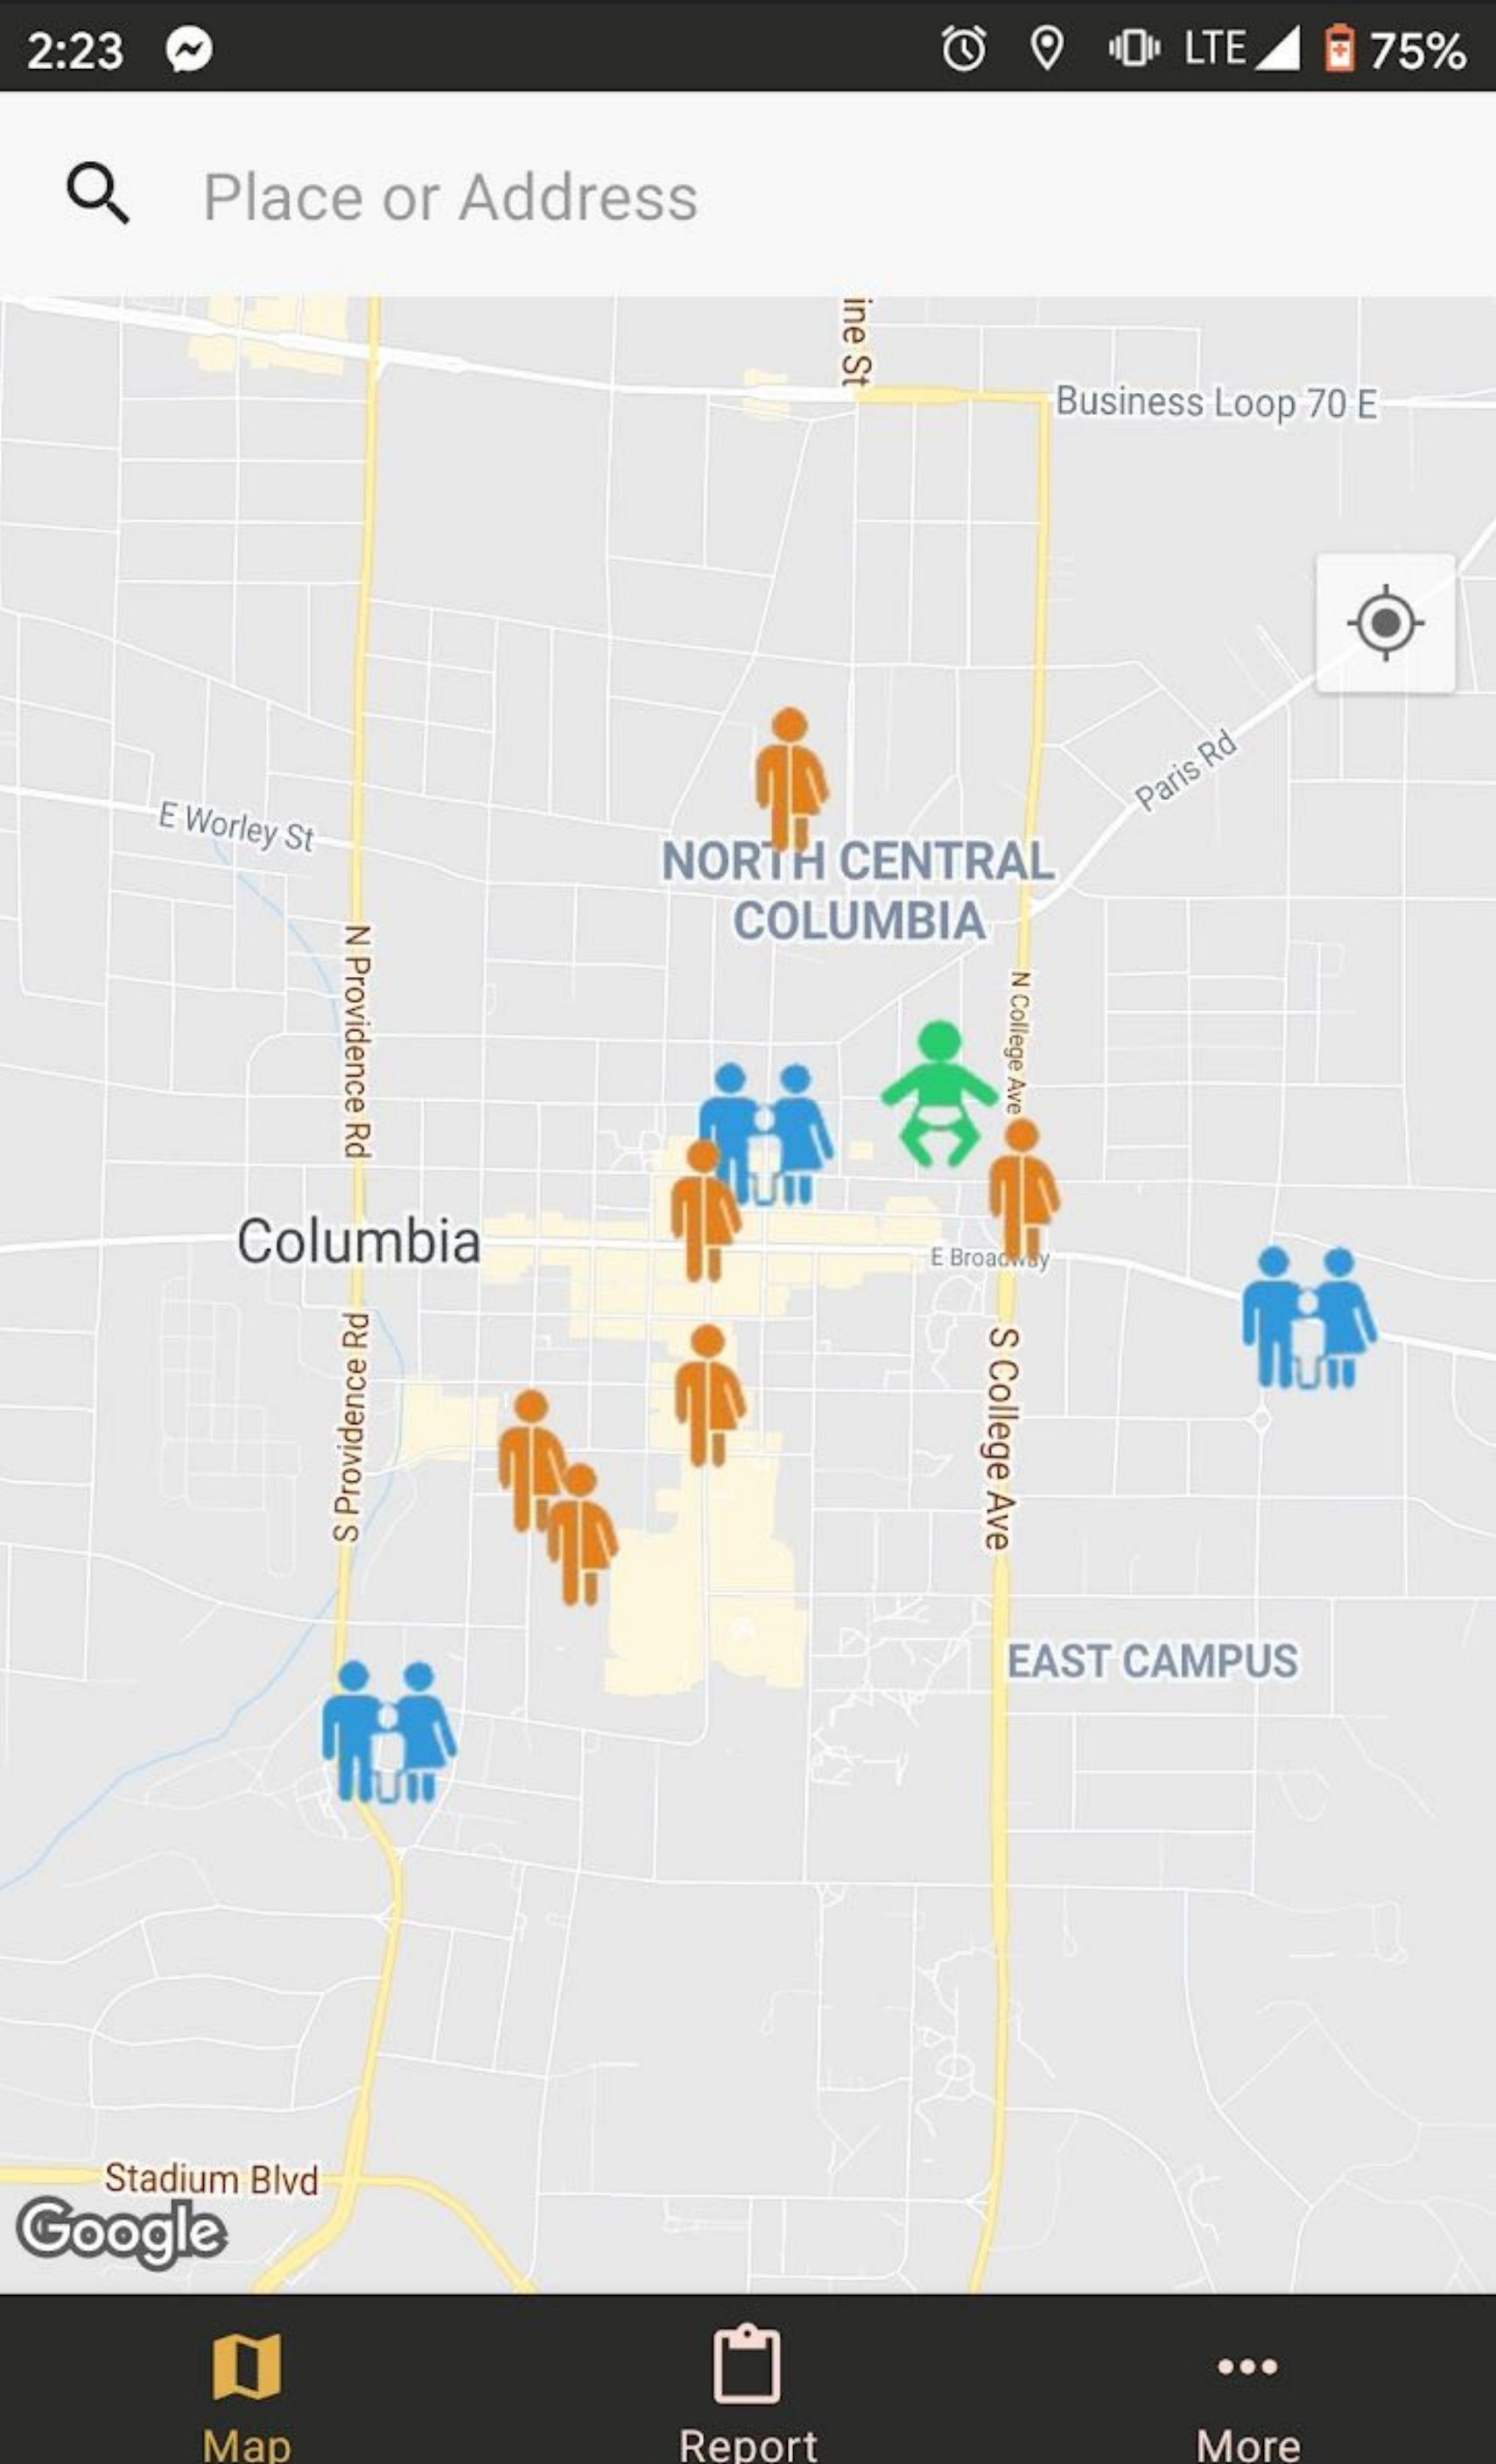 2:23
LTE 75%
Place or Address
ine St
Business Loop 70 E
Paris Rd
E Worley St
NORTH CENTRAL
COLUMBIA
N Providence Rd
N College Ave
Columbia
E Broadway
S Providence Rd
S College Ave
EAST CAMPUS
Stadium Blvd
Google
Map
Report
More